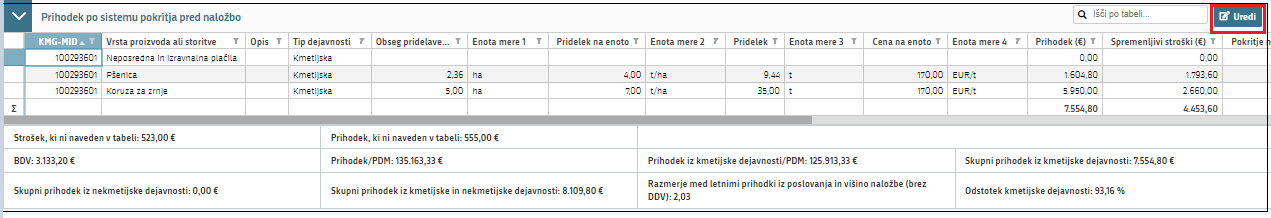 Prihodek po sistemu pokritja pred naložbo Išči po tabeli... Uredi
KMG-MID Vrsta proizvoda ali storitve Opis Tip dejavnosti Obseg pridelave... Enota mere 1 Pridelek na enoto Enota mere 2 Pridelek Enota mere 3 Cena na enoto Enota mere 4 Prihodek (€) Spremenljivi stroški (€) Pokritje n
100293601 Neposredna in izravnalna plačila Kmetijska 0,00 0,00
100293601 Pšenica Kmetijska 2,36 ha 4,00 t/ha 9,44 t 170,00 EUR/t 1.604,80 1.793,60
100293601 Koruza za zrnje Kmetijska 5,00 ha 7,00 t/ha 35,00 t 170,00 EUR/t 5.950,00 2.660,00
Σ 7.554,80 4.453,60
Strošek, ki ni naveden v tabeli: 523,00 € Prihodek, ki ni naveden v tabeli: 555,00 €
BDV: 3.133,20 € Prihodek/PDM: 135.163,33 € Prihodek iz kmetijske dejavnosti/PDM: 125.913,33 € Skupni prihodek iz kmetijske dejavnosti: 7.554,80 €
Skupni prihodek iz nekmetijske dejavnosti: 0,00 € Skupni prihodek iz kmetijske in nekmetijske dejavnosti: 8.109,80 € Razmerje med letnimi prihodki iz poslovanja in višino naložbe (brez
DDV): 2,03 Odstotek kmetijske dejavnosti: 93,16 %